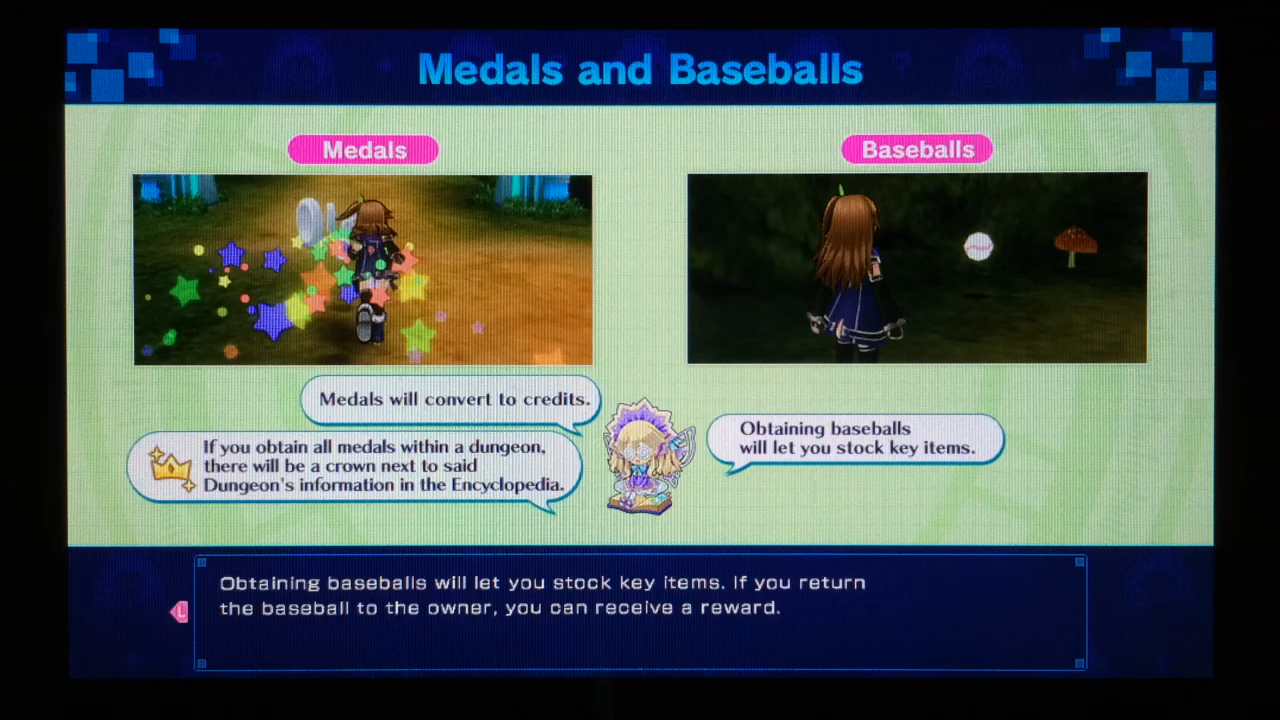 Medals and Baseballs
Medals
Baseballs
Medals will convert to credits.
If you obtain all medals within a dungeon,
there will be a crown next to said
Dungeon's information in the Encyclopedia.
Obtaining baseballs
will let you stock key items.
Obtaining baseballs will let you stock key items. If you return
the baseball to the owner, you can receive a reward.
L